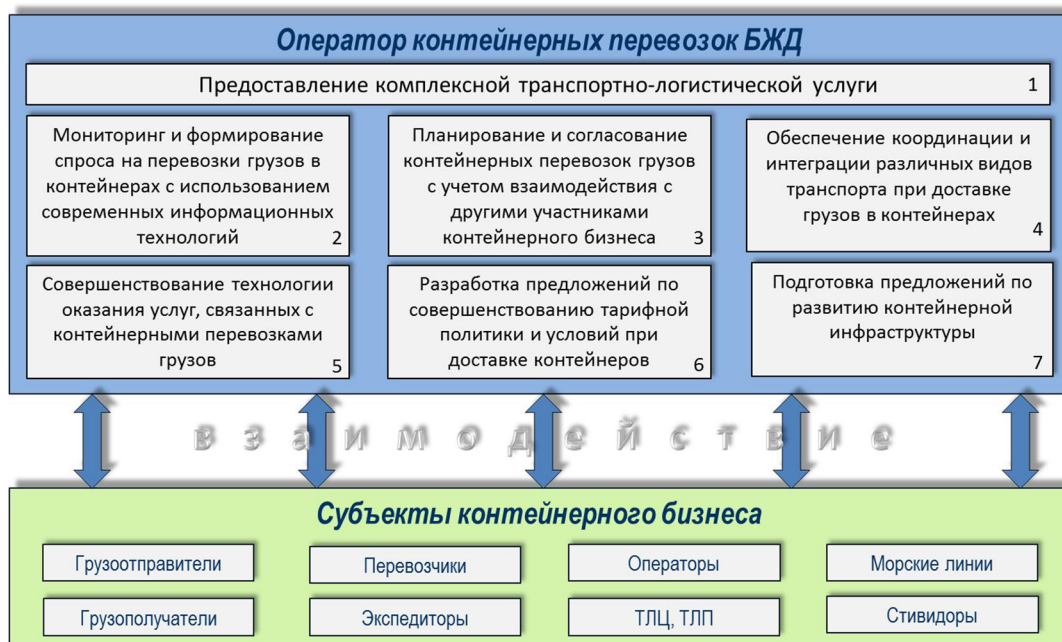 Оператор контейнерных перевозок БЖД
Предоставление комплексной транспортно-логистической услуги 1
Мониторинг и формирование
спроса на перевозки грузов в
контейнерах с использованием
современных информационных
технологий 2
Планирование и согласование
контейнерных перевозок грузов
с учетом взаимодействия с
другими участниками
контейнерного бизнеса 3
Обеспечение координации и
интеграции различных видов
транспорта при доставке
грузов в контейнерах
4
Совершенствование технологии
оказания услуг, связанных с
контейнерными перевозками
грузов 5
Разработка предложений по
совершенствованию тарифной
политики и условий при
доставке контейнеров 6
Подготовка предложений по
развитию контейнерной
инфраструктуры
7
взаимодействие
Субъекты контейнерного бизнеса
Грузоотправители
Перевозчики
Операторы
Морские линии
Грузополучатели
Экспедиторы
ТЛЦ, ТЛП
Стивидоры